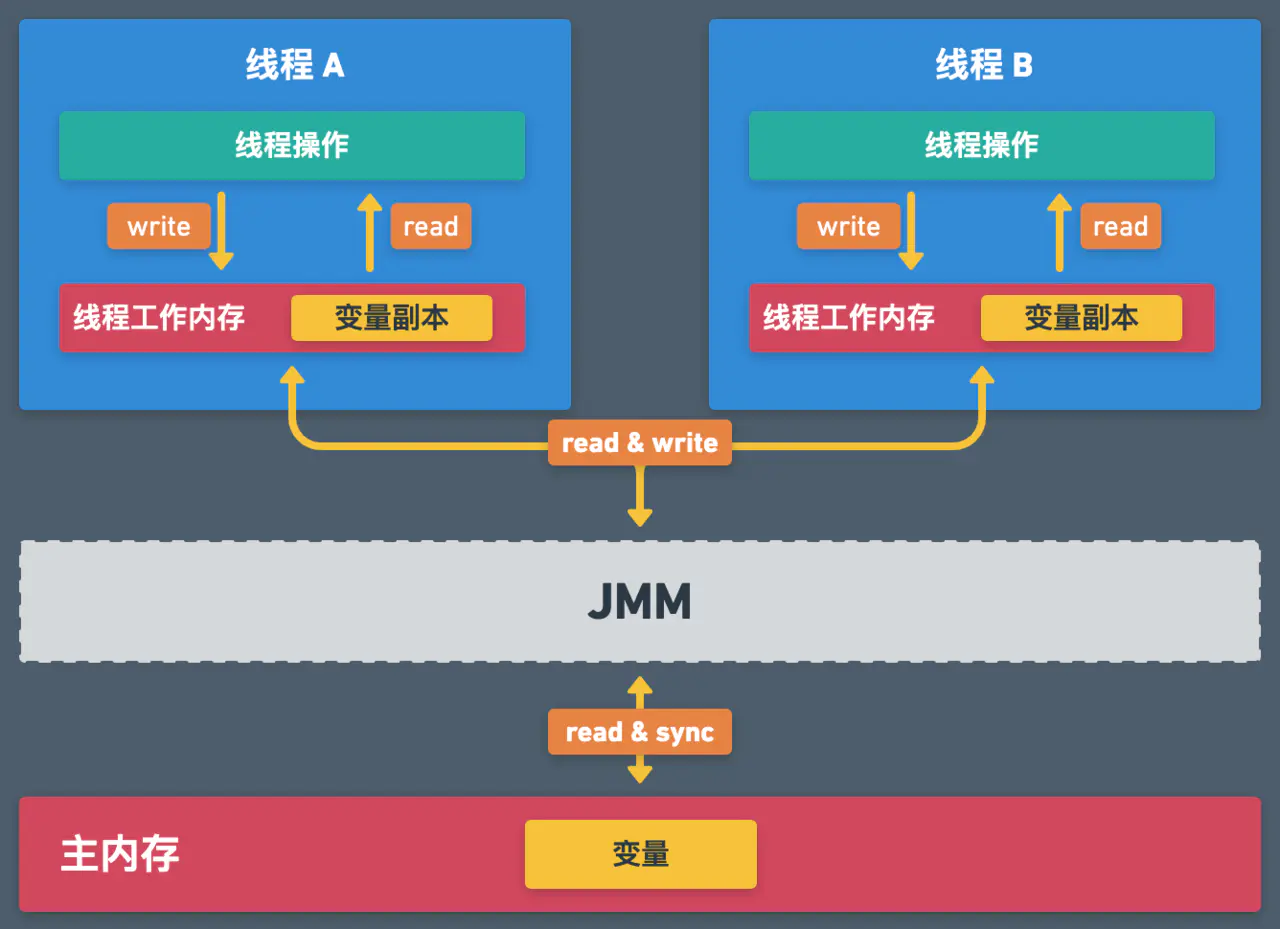 线程 A
线程 B
线程操作
线程操作
write
read
write
read
线程工作内存
变量副本
线程工作内存
变量副本
read & write
JMM
read & sync
主内存
变量